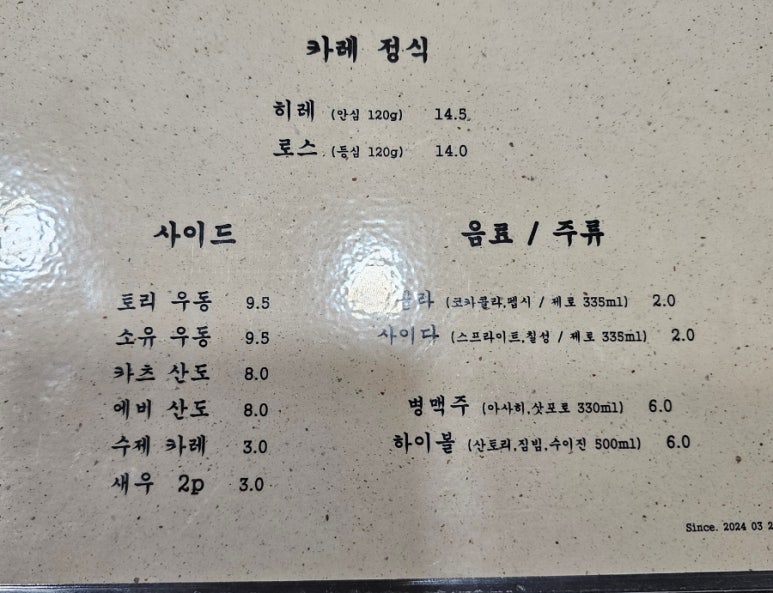 카레 정식
히레 (안심 120g) 14.5
로스 (등심 120g) 14.0
사이드
토리 우동 9.5
소유 우동 9.5
카츠 산도 8.0
에비 산도 8.0
수제 카레 3.0
새우 2p 3.0
음료 / 주류
콜라 (코카콜라,펩시 / 제로 335ml) 2.0
사이다 (스프라이트,칠성 / 제로 335ml) 2.0
병맥주 (아사히,삿포로 330ml) 6.0
하이볼 (산토리,짐빔,수이진 500ml) 6.0
Since. 2024 03